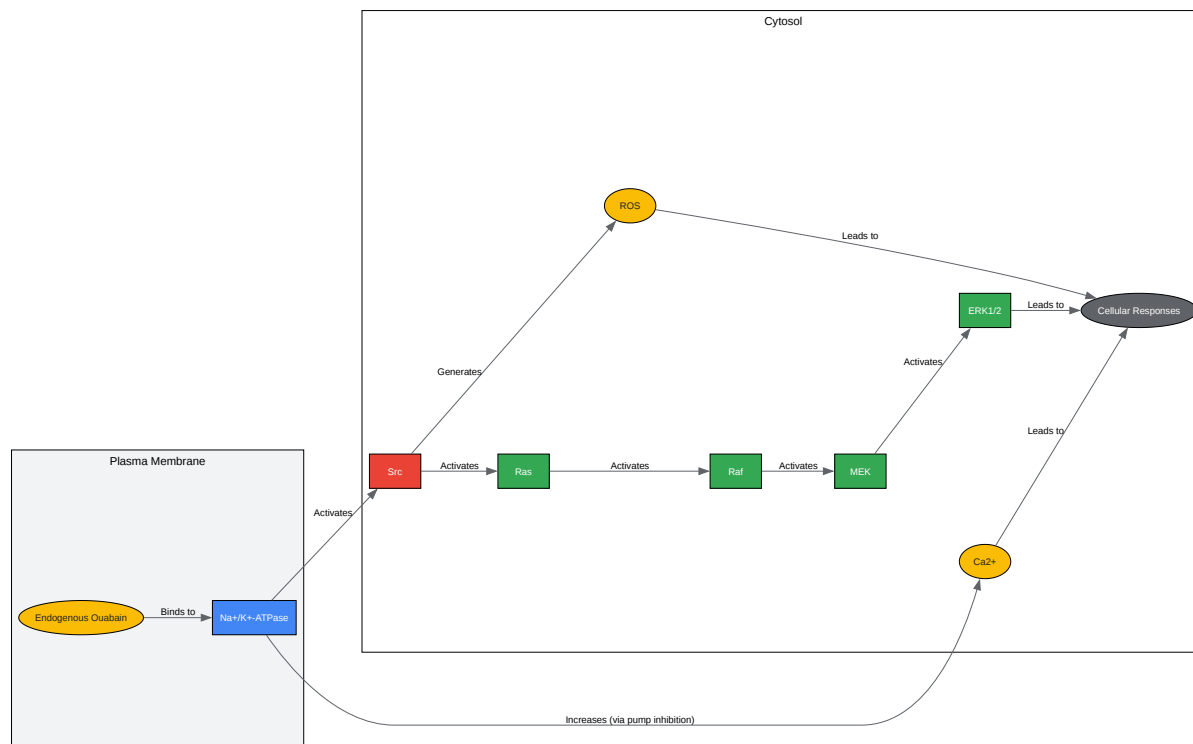 Cytosol
ROS
Leads to
ERK1/2
Leads to
Cellular Responses
Activates
Generates
Leads to
Plasma Membrane
Src
Activates
Ras
Activates
Raf
Activates
MEK
Activates
Ca2+
Endogenous Ouabain
Binds to
Na+/K+-ATPase
Increases (via pump inhibition)